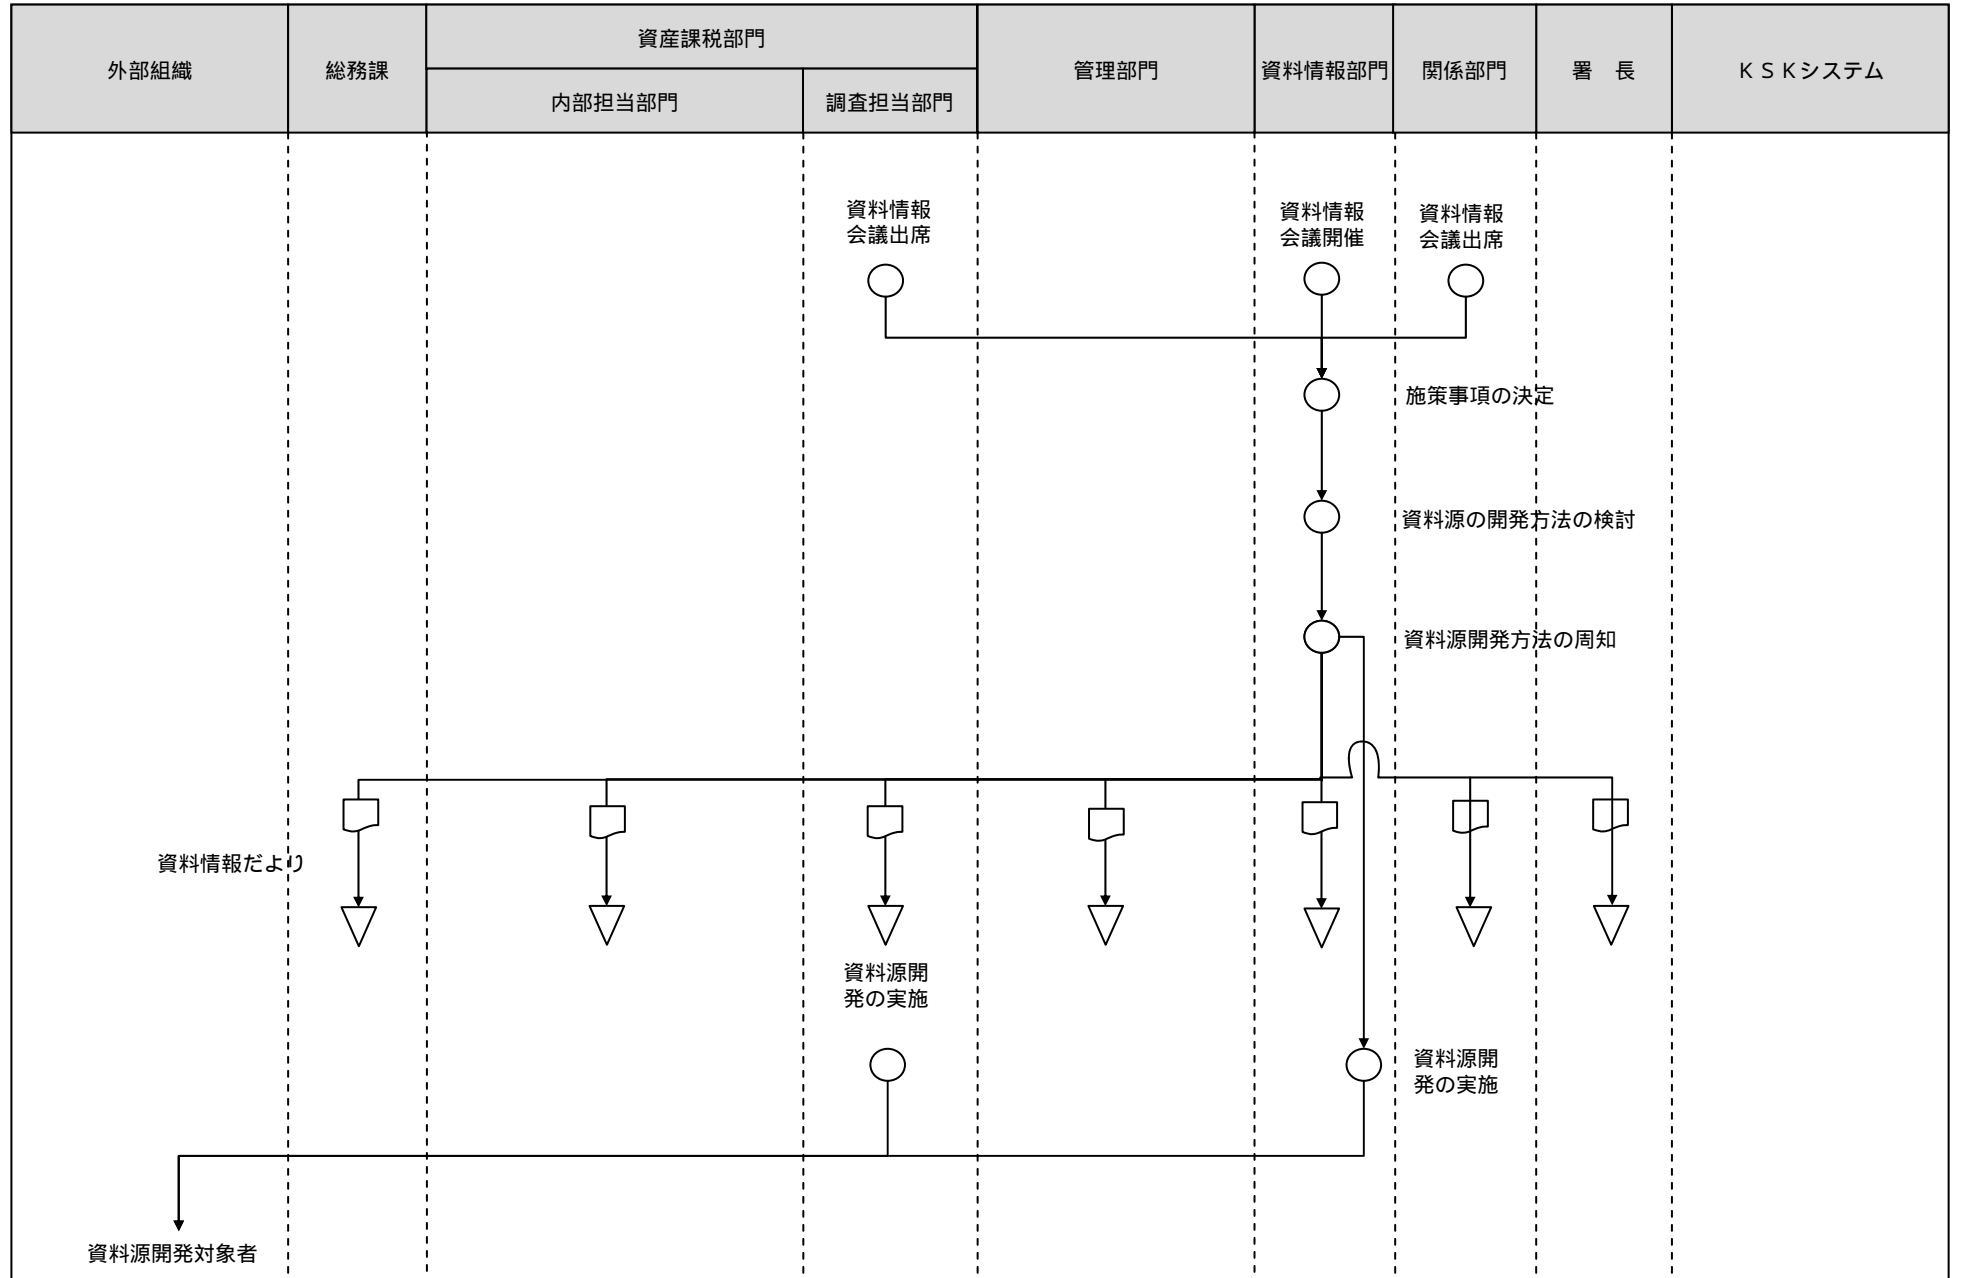 外部組織
総務課
資産課税部門
内部担当部門
調査担当部門
管理部門
資料情報部門
関係部門
署　長
ＫＳＫシステム
資料情報
会議出席
資料情報
会議開催
資料情報
会議出席
施策事項の決定
資料源の開発方法の検討
資料源開発方法の周知
資料情報だより
資料源開
発の実施
資料源開
発の実施
資料源開発対象者